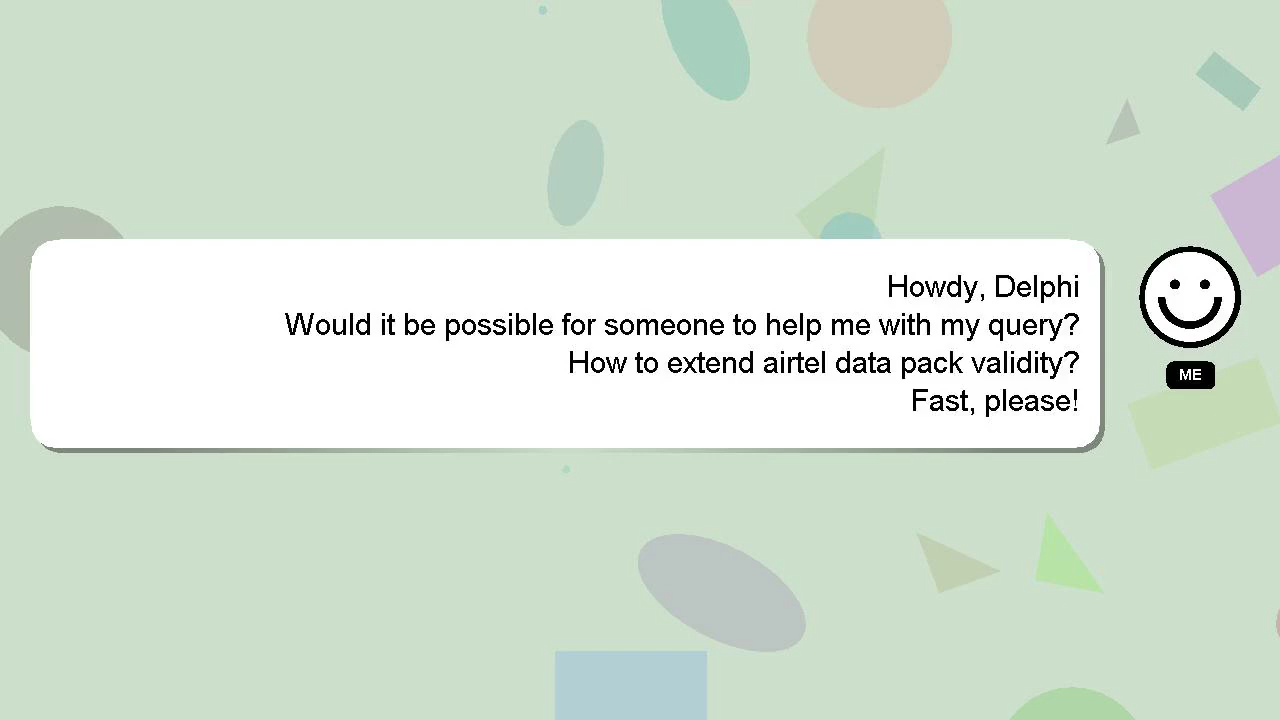 Howdy, Delphi
Would it be possible for someone to help me with my query?
How to extend airtel data pack validity?
Fast, please!
ME